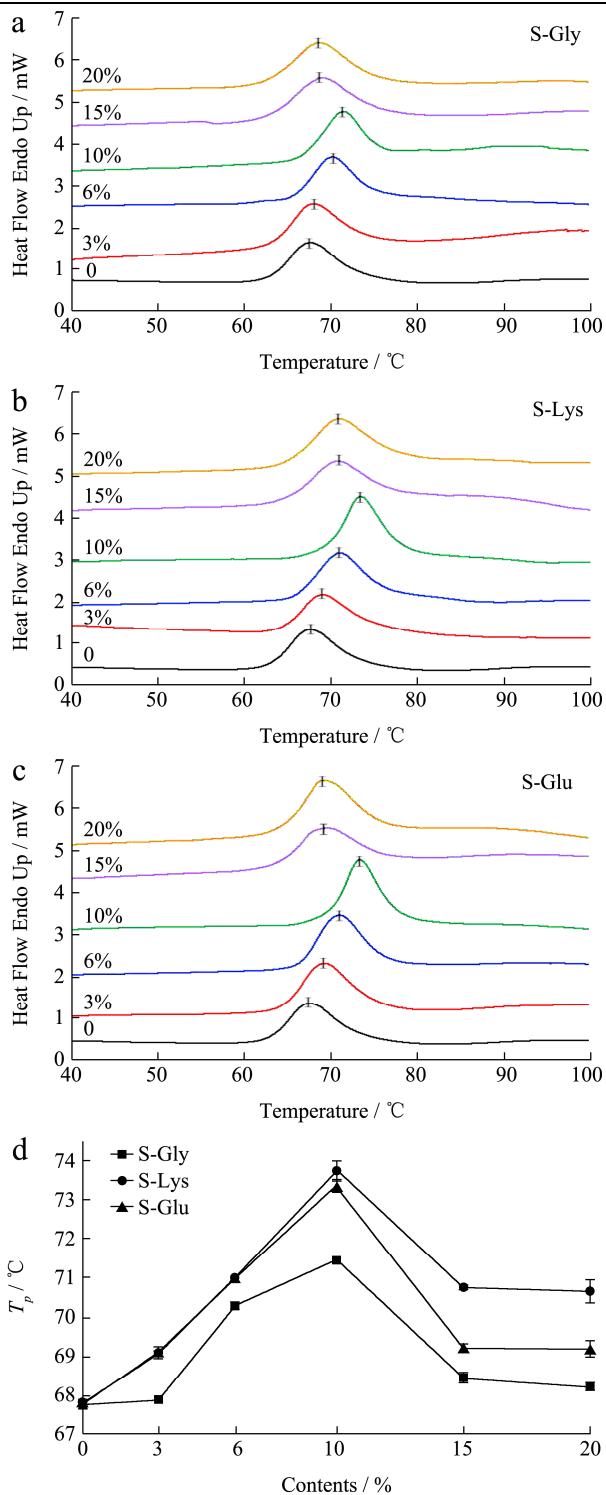 a
S-Gly
Heat Flow Endo Up / mW
7
6
5
4
3
2
1
0
20%
15%
10%
6%
3%
0
40 50 60 70 80 90 100
Temperature / ℃
b
S-Lys
Heat Flow Endo Up / mW
7
6
5
4
3
2
1
0
20%
15%
10%
6%
3%
0
40 50 60 70 80 90 100
Temperature / ℃
c
S-Glu
Heat Flow Endo Up / mW
7
6
5
4
3
2
1
0
20%
15%
10%
6%
3%
0
40 50 60 70 80 90 100
Temperature / ℃
d
S-Gly
S-Lys
S-Glu
Tp / ℃
74
73
72
71
70
69
68
67
0 3 6 10 15 20
Contents / %